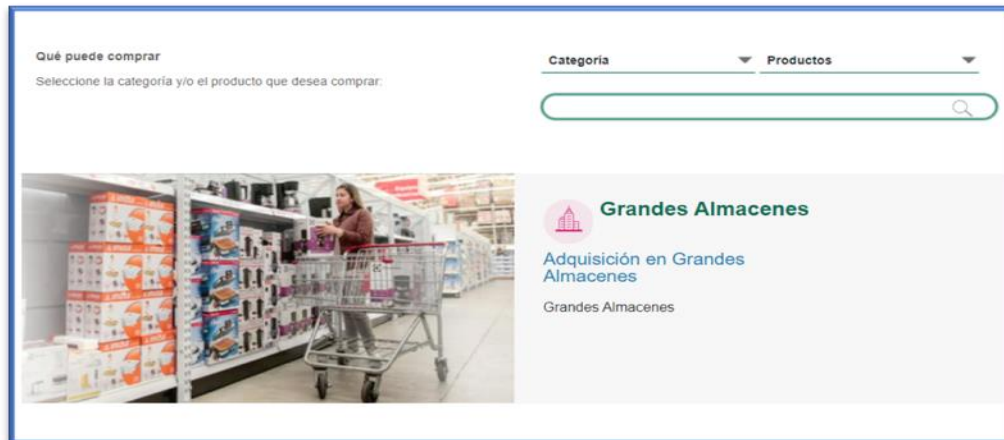 Qué puede comprar
Seleccione la categoría y/o el producto que desea comprar:
Categoría
Productos
Grandes Almacenes
Adquisición en Grandes
Almacenes
Grandes Almacenes